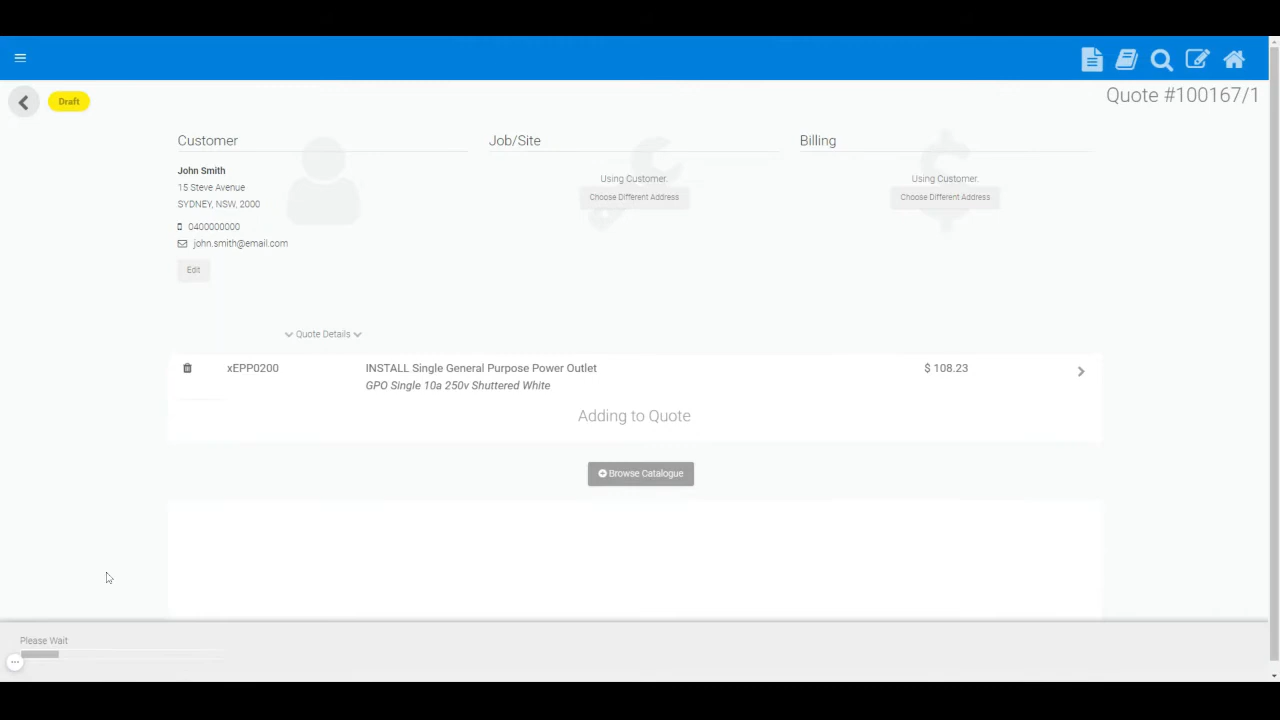 Draft
Quote #100167/1
Customer
Job/Site
Billing
John Smith
15 Steve Avenue
SYDNEY, NSW, 2000
0400000000
john.smith@email.com
Edit
Using Customer.
Choose Different Address
Using Customer.
Choose Different Address
Quote Details
xEPP0200 INSTALL Single General Purpose Power Outlet $ 108.23
GPO Single 10a 250v Shuttered White
Adding to Quote
Browse Catalogue
Please Wait